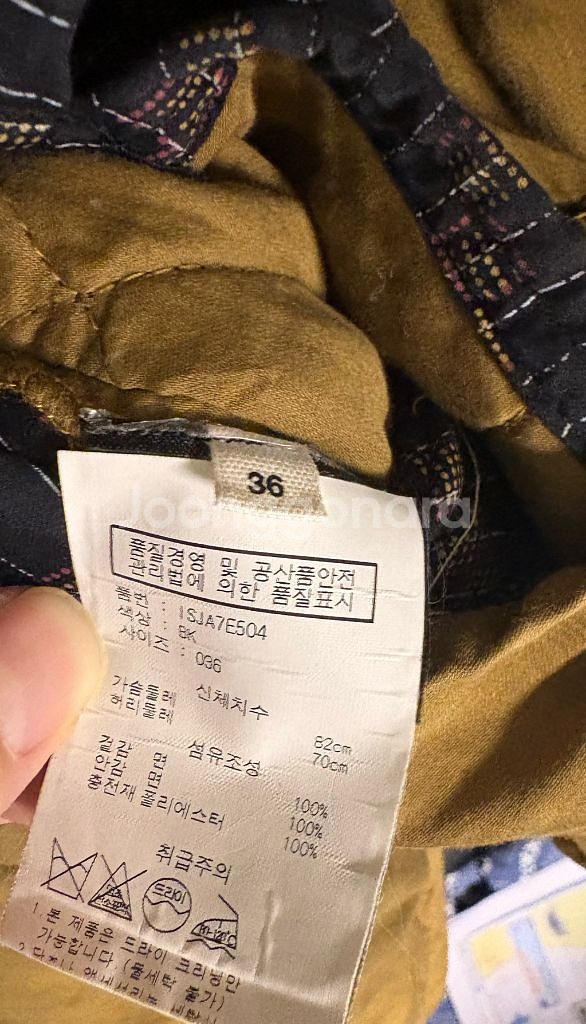 36
Joonggonara
품질경영 및 공산품안전
관리법에 의한 품질표시
품번 : ISJA7E504
색상 : BK
사이즈 : 036
신체치수
가슴둘레 82cm
허리둘레 70cm
섬유조성
겉감 면 100%
안감 면 100%
충전재 폴리에스터 100%
취급주의
드라이
1. 본 제품은 드라이 크리닝만
가능합니다 (물세탁 불가)
2.